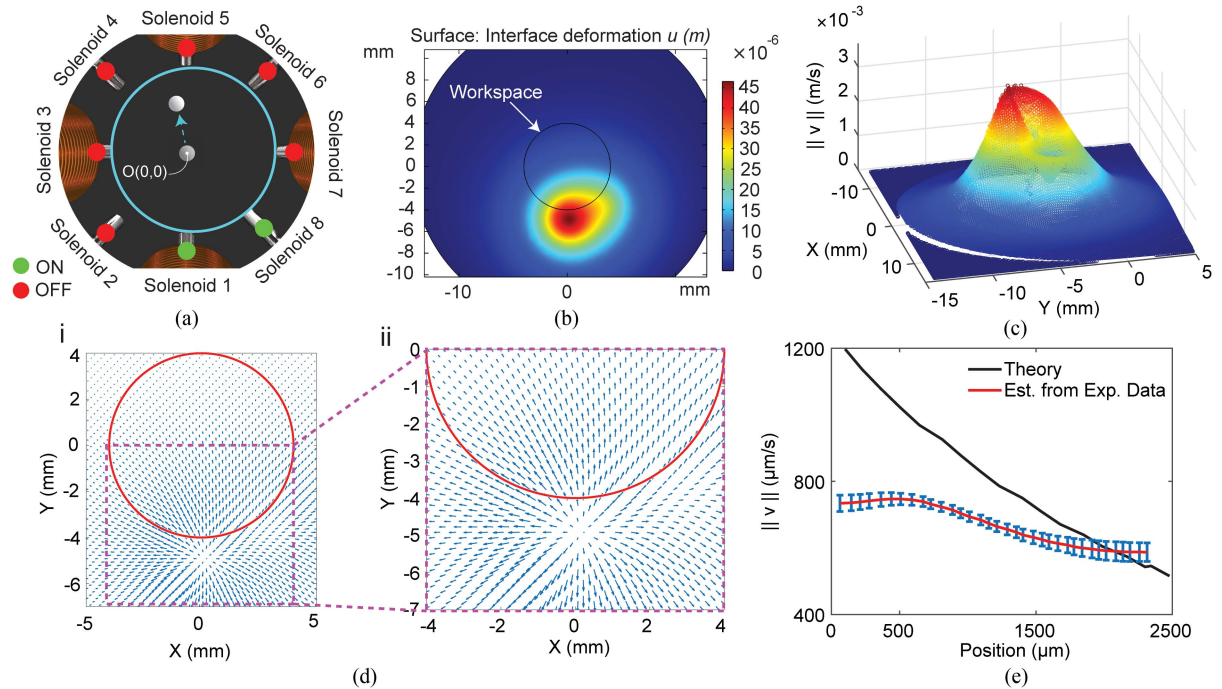 Solenoid 5
Solenoid 4
Solenoid 6
Solenoid 3
Solenoid 7
O(0,0)
Solenoid 2
Solenoid 8
Solenoid 1
ON
OFF
(a)
Surface: Interface deformation u (m)
mm
×10⁻⁶
Workspace
10
8
6
4
2
0
-2
-4
-6
-8
-10
-10
0
mm
45
40
35
30
25
20
15
10
5
0
(b)
×10⁻³
3
2
1
0
|| v || (m/s)
-10
0
10
X (mm)
-15
-10
-5
0
5
Y (mm)
(c)
i
4
2
0
-2
-4
-6
Y (mm)
-5
0
5
X (mm)
ii
0
-1
-2
-3
-4
-5
-6
-7
Y (mm)
-4
-2
0
2
4
X (mm)
(d)
1200
800
400
|| v || (µm/s)
Theory
Est. from Exp. Data
0
500
1500
2500
Position (µm)
(e)